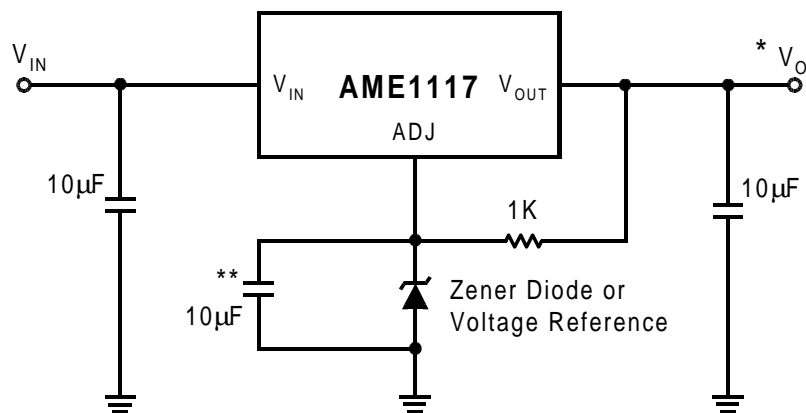 V_IN
* V_O
V_IN AME1117 V_OUT
ADJ
10µF
1K
10µF
**
10µF
Zener Diode or
Voltage Reference